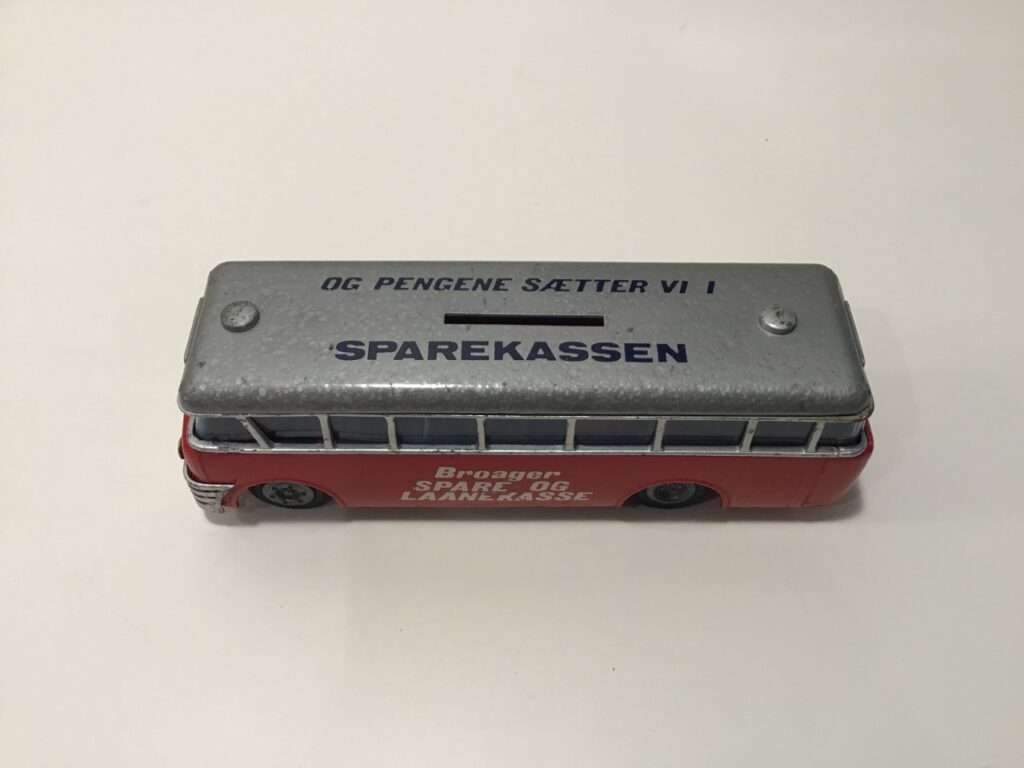 OG PENGENE SÆTTER VI I
SPAREKASSEN
Broager
SPARE OG
LAANEKASSE